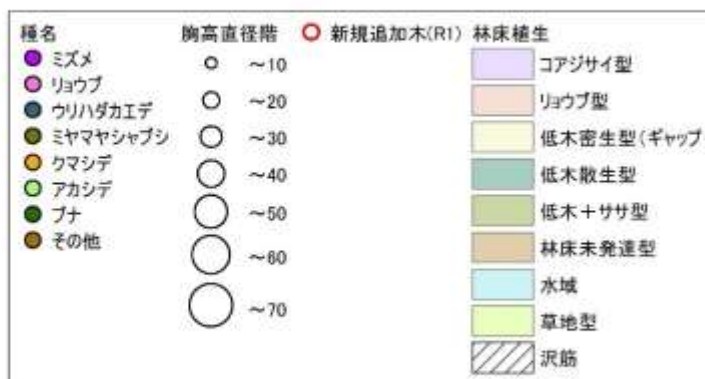 種名
ミズメ
リョウブ
ウリハダカエデ
ミヤマヤシャブシ
クマシデ
アカシデ
ブナ
その他
胸高直径階
～10
～20
～30
～40
～50
～60
～70
新規追加木(R1)
林床植生
コアジサイ型
リョウブ型
低木密生型(ギャップ
低木散生型
低木＋ササ型
林床未発達型
水域
草地型
沢筋